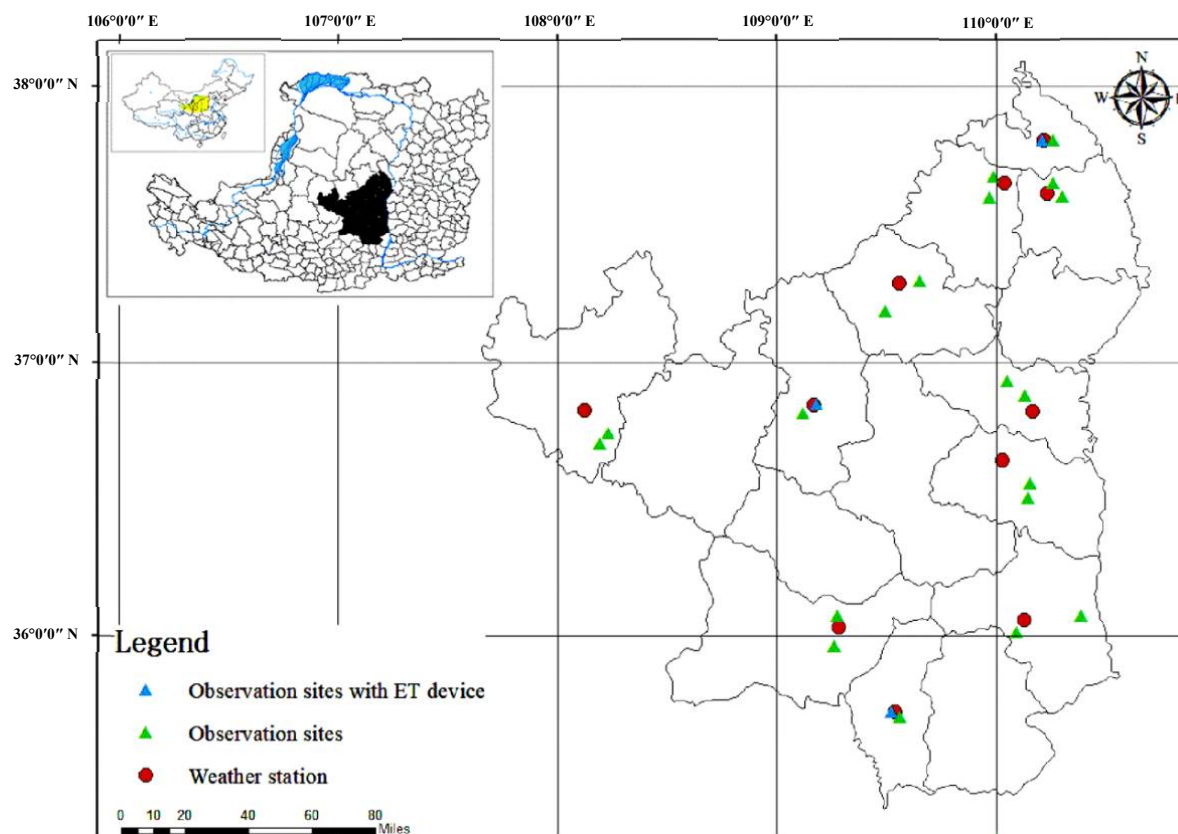 106°0′0″ E 107°0′0″ E 108°0′0″ E 109°0′0″ E 110°0′0″ E
38°0′0″ N
N
W E
S
37°0′0″ N
36°0′0″ N
Legend
Observation sites with ET device
Observation sites
Weather station
0 10 20 40 60 80
Miles